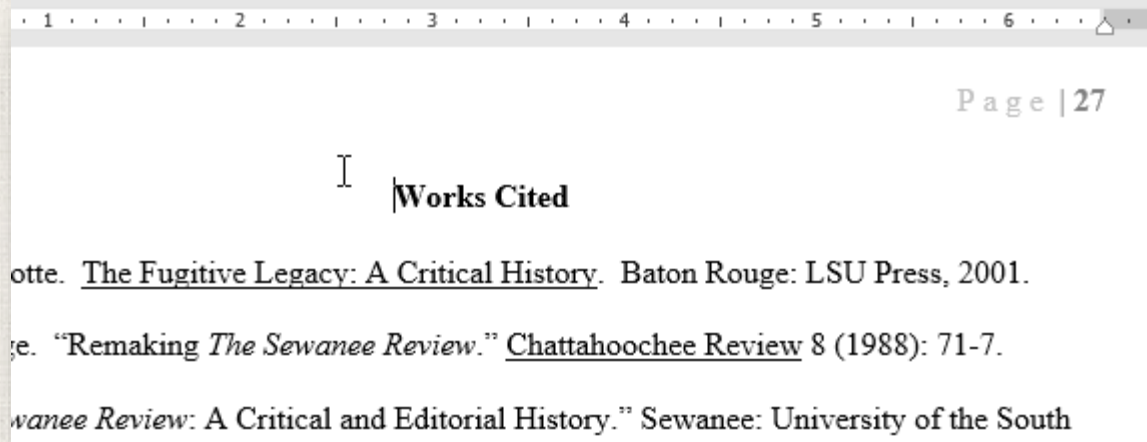 1 2 3 4 5 6
Page | 27
Works Cited
otte. The Fugitive Legacy: A Critical History. Baton Rouge: LSU Press, 2001.
ge. “Remaking The Sewanee Review.” Chattahoochee Review 8 (1988): 71-7.
wanee Review: A Critical and Editorial History.” Sewanee: University of the South